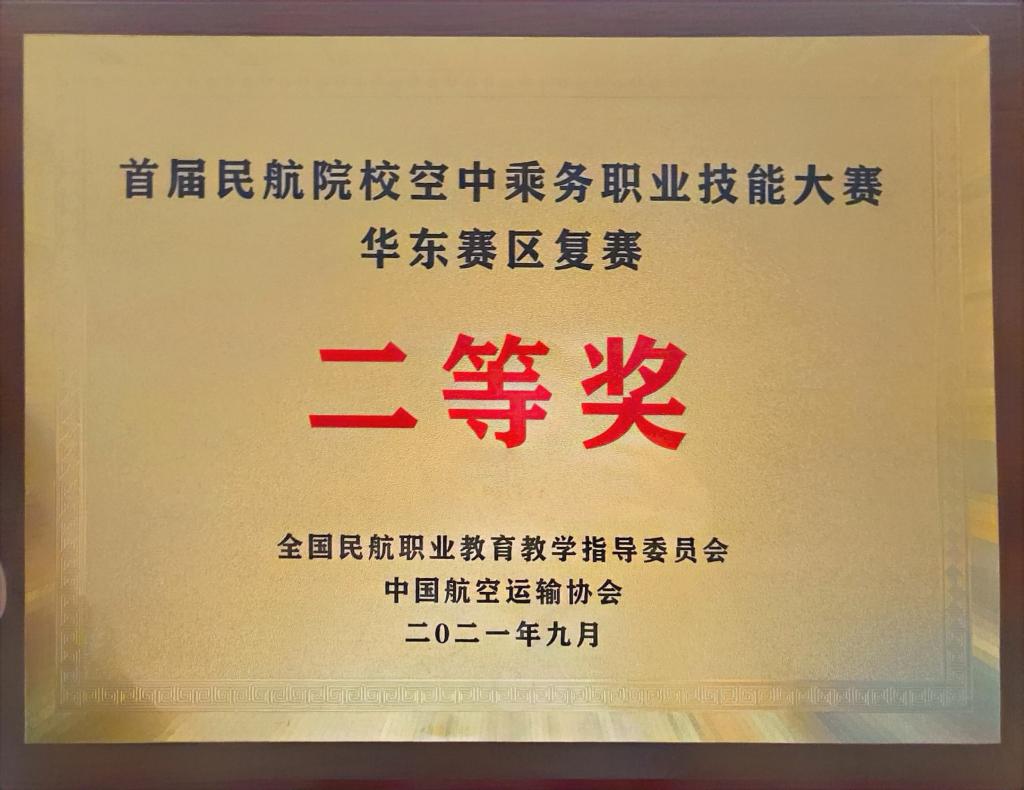 首届民航院校空中乘务职业技能大赛
华东赛区复赛
二等奖
全国民航职业教育教学指导委员会
中国航空运输协会
二0二一年九月